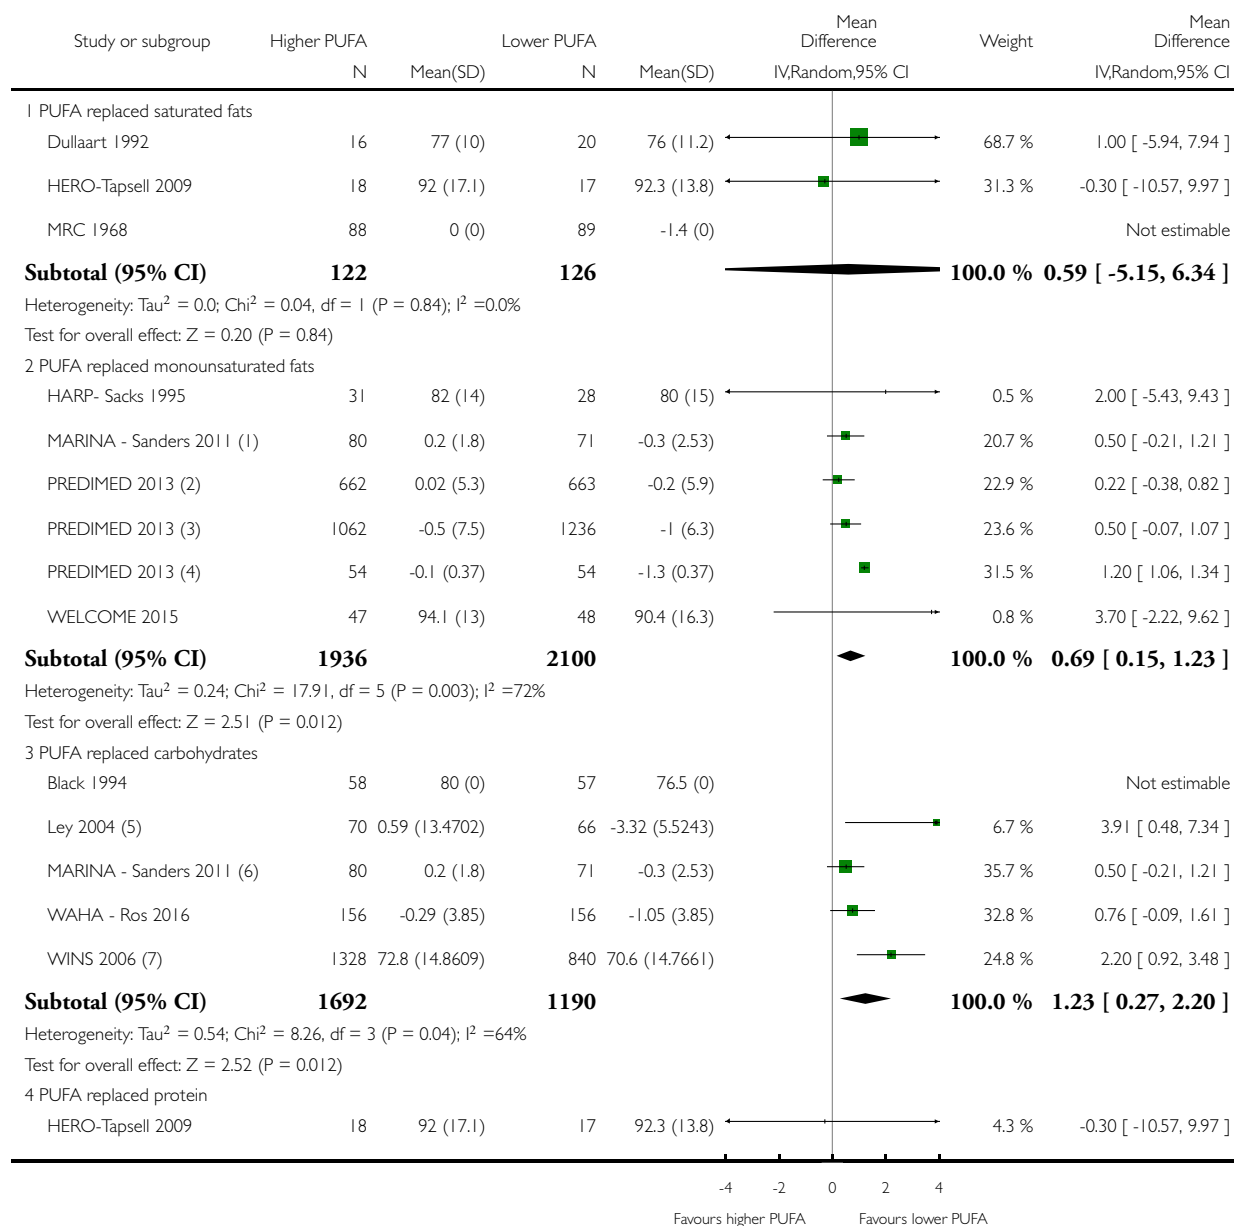 Mean Mean
Study or subgroup Higher PUFA Lower PUFA Difference Weight Difference
N Mean(SD) N Mean(SD) IV,Random,95% CI IV,Random,95% CI
1 PUFA replaced saturated fats
Dullaart 1992 16 77 (10) 20 76 (11.2) 68.7 % 1.00 [ -5.94, 7.94 ]
HERO-Tapsell 2009 18 92 (17.1) 17 92.3 (13.8) 31.3 % -0.30 [ -10.57, 9.97 ]
MRC 1968 88 0 (0) 89 -1.4 (0) Not estimable
Subtotal (95% CI) 122 126 100.0 % 0.59 [ -5.15, 6.34 ]
Heterogeneity: Tau² = 0.0; Chi² = 0.04, df = 1 (P = 0.84); I² =0.0%
Test for overall effect: Z = 0.20 (P = 0.84)
2 PUFA replaced monounsaturated fats
HARP- Sacks 1995 31 82 (14) 28 80 (15) 0.5 % 2.00 [ -5.43, 9.43 ]
MARINA - Sanders 2011 (1) 80 0.2 (1.8) 71 -0.3 (2.53) 20.7 % 0.50 [ -0.21, 1.21 ]
PREDIMED 2013 (2) 662 0.02 (5.3) 663 -0.2 (5.9) 22.9 % 0.22 [ -0.38, 0.82 ]
PREDIMED 2013 (3) 1062 -0.5 (7.5) 1236 -1 (6.3) 23.6 % 0.50 [ -0.07, 1.07 ]
PREDIMED 2013 (4) 54 -0.1 (0.37) 54 -1.3 (0.37) 31.5 % 1.20 [ 1.06, 1.34 ]
WELCOME 2015 47 94.1 (13) 48 90.4 (16.3) 0.8 % 3.70 [ -2.22, 9.62 ]
Subtotal (95% CI) 1936 2100 100.0 % 0.69 [ 0.15, 1.23 ]
Heterogeneity: Tau² = 0.24; Chi² = 17.91, df = 5 (P = 0.003); I² =72%
Test for overall effect: Z = 2.51 (P = 0.012)
3 PUFA replaced carbohydrates
Black 1994 58 80 (0) 57 76.5 (0) Not estimable
Ley 2004 (5) 70 0.59 (13.4702) 66 -3.32 (5.5243) 6.7 % 3.91 [ 0.48, 7.34 ]
MARINA - Sanders 2011 (6) 80 0.2 (1.8) 71 -0.3 (2.53) 35.7 % 0.50 [ -0.21, 1.21 ]
WAHA - Ros 2016 156 -0.29 (3.85) 156 -1.05 (3.85) 32.8 % 0.76 [ -0.09, 1.61 ]
WINS 2006 (7) 1328 72.8 (14.8609) 840 70.6 (14.7661) 24.8 % 2.20 [ 0.92, 3.48 ]
Subtotal (95% CI) 1692 1190 100.0 % 1.23 [ 0.27, 2.20 ]
Heterogeneity: Tau² = 0.54; Chi² = 8.26, df = 3 (P = 0.04); I² =64%
Test for overall effect: Z = 2.52 (P = 0.012)
4 PUFA replaced protein
HERO-Tapsell 2009 18 92 (17.1) 17 92.3 (13.8) 4.3 % -0.30 [ -10.57, 9.97 ]
-4 -2 0 2 4
Favours higher PUFA Favours lower PUFA